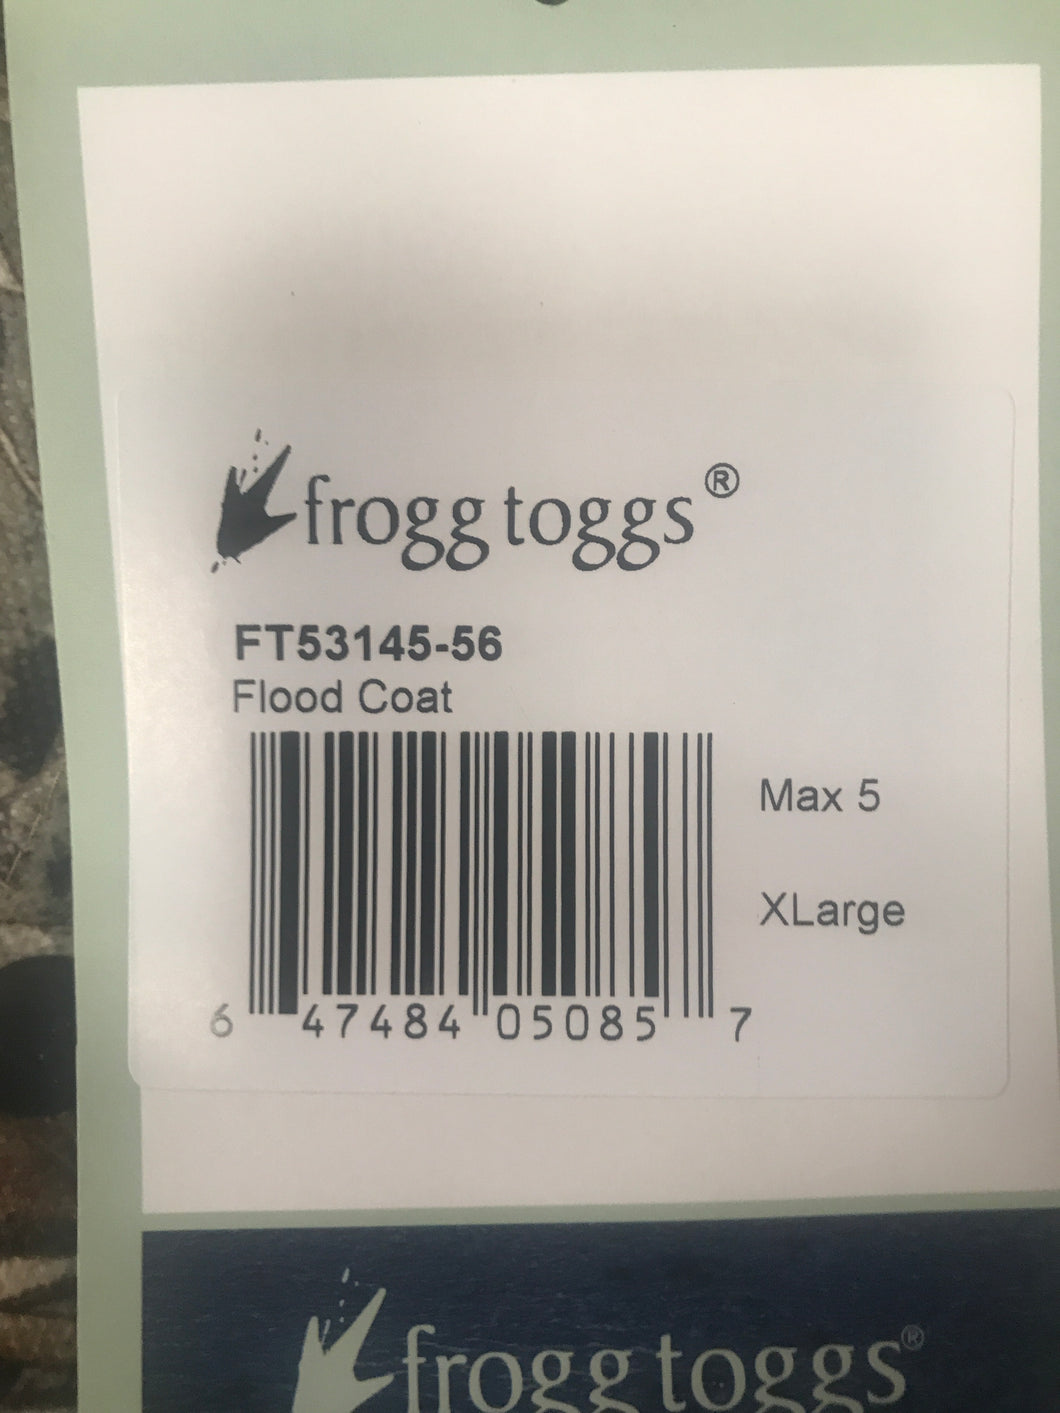 frogg toggs®
FT53145-56
Flood Coat
Max 5
XLarge
6 47484 05085 7
frogg toggs®